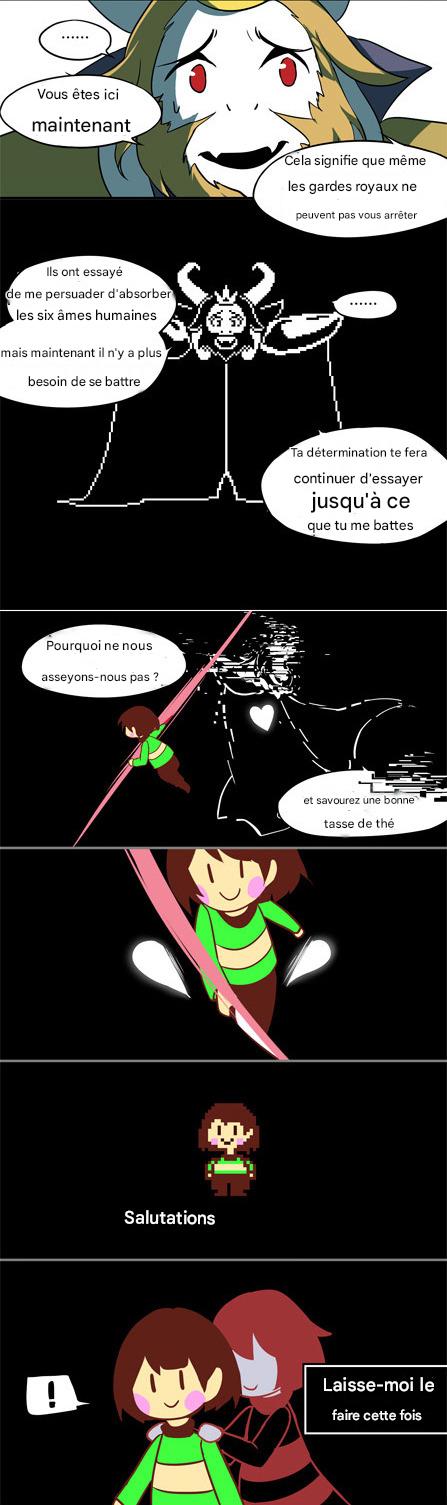 ......
Vous êtes ici
maintenant
Cela signifie que même
les gardes royaux ne
peuvent pas vous arrêter
Ils ont essayé
de me persuader d'absorber
les six âmes humaines
mais maintenant il n'y a plus
besoin de se battre
......
Ta détermination te fera
continuer d'essayer
jusqu'à ce
que tu me battes
Pourquoi ne nous
asseyons-nous pas ?
et savourez une bonne
tasse de thé
Salutations
!
Laisse-moi le
faire cette fois